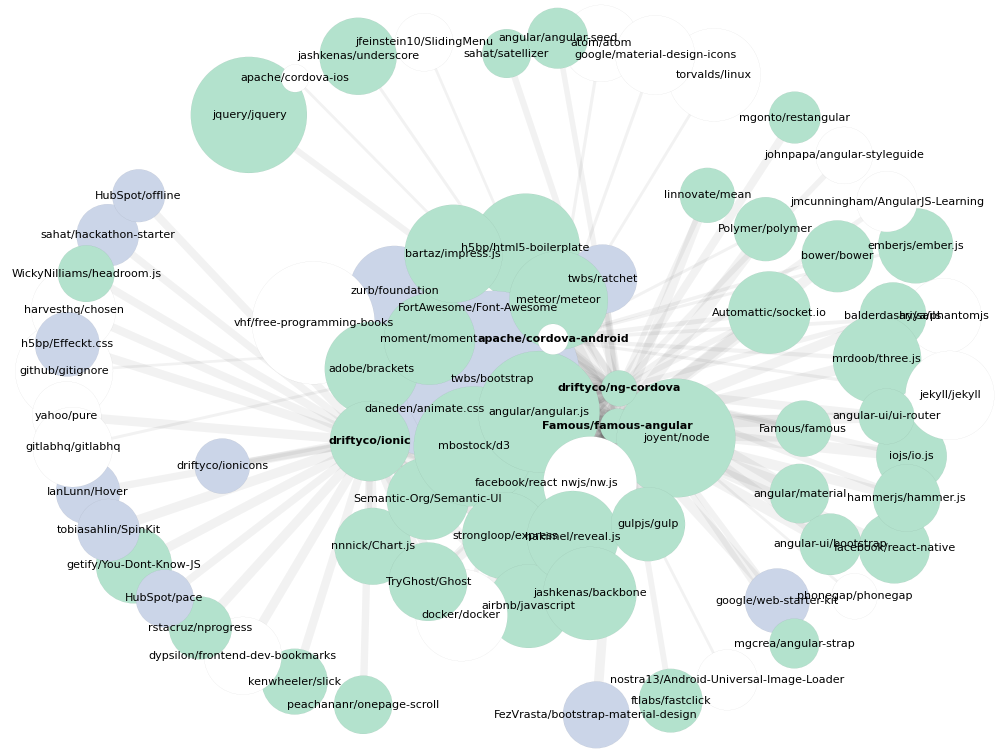 jfeinstein10/SlidingMenu
angular/angular-seed
atom/atom
jashkenas/underscore
sahat/satellizer
google/material-design-icons
apache/cordova-ios
torvalds/linux
jquery/jquery
mgonto/restangular
johnpapa/angular-styleguide
HubSpot/offline
linnovate/mean
jmcunningham/AngularJS-Learning
sahat/hackathon-starter
Polymer/polymer
h5bp/html5-boilerplate
emberjs/ember.js
bartaz/impress.js
bower/bower
WickyNilliams/headroom.js
twbs/ratchet
zurb/foundation
meteor/meteor
harvesthq/chosen
FortAwesome/Font-Awesome
Automattic/socket.io
balderdashy/sails
ariya/phantomjs
vhf/free-programming-books
moment/moment
apache/cordova-android
h5bp/Effeckt.css
mrdoob/three.js
adobe/brackets
github/gitignore
twbs/bootstrap
driftyco/ng-cordova
jekyll/jekyll
daneden/animate.css
angular/angular.js
yahoo/pure
angular-ui/ui-router
Famous/famous-angular
Famous/famous
joyent/node
driftyco/ionic
mbostock/d3
gitlabhq/gitlabhq
iojs/io.js
driftyco/ionicons
facebook/react
nwjs/nw.js
IanLunn/Hover
angular/material
Semantic-Org/Semantic-UI
hammerjs/hammer.js
gulpjs/gulp
tobiasahlin/SpinKit
strongloop/express
hakimel/reveal.js
nnnick/Chart.js
angular-ui/bootstrap
facebook/react-native
getify/You-Dont-Know-JS
TryGhost/Ghost
jashkenas/backbone
HubSpot/pace
phonegap/phonegap
google/web-starter-kit
airbnb/javascript
docker/docker
rstacruz/nprogress
mgcrea/angular-strap
dypsilon/frontend-dev-bookmarks
nostra13/Android-Universal-Image-Loader
kenwheeler/slick
ftlabs/fastclick
peachananr/onepage-scroll
FezVrasta/bootstrap-material-design